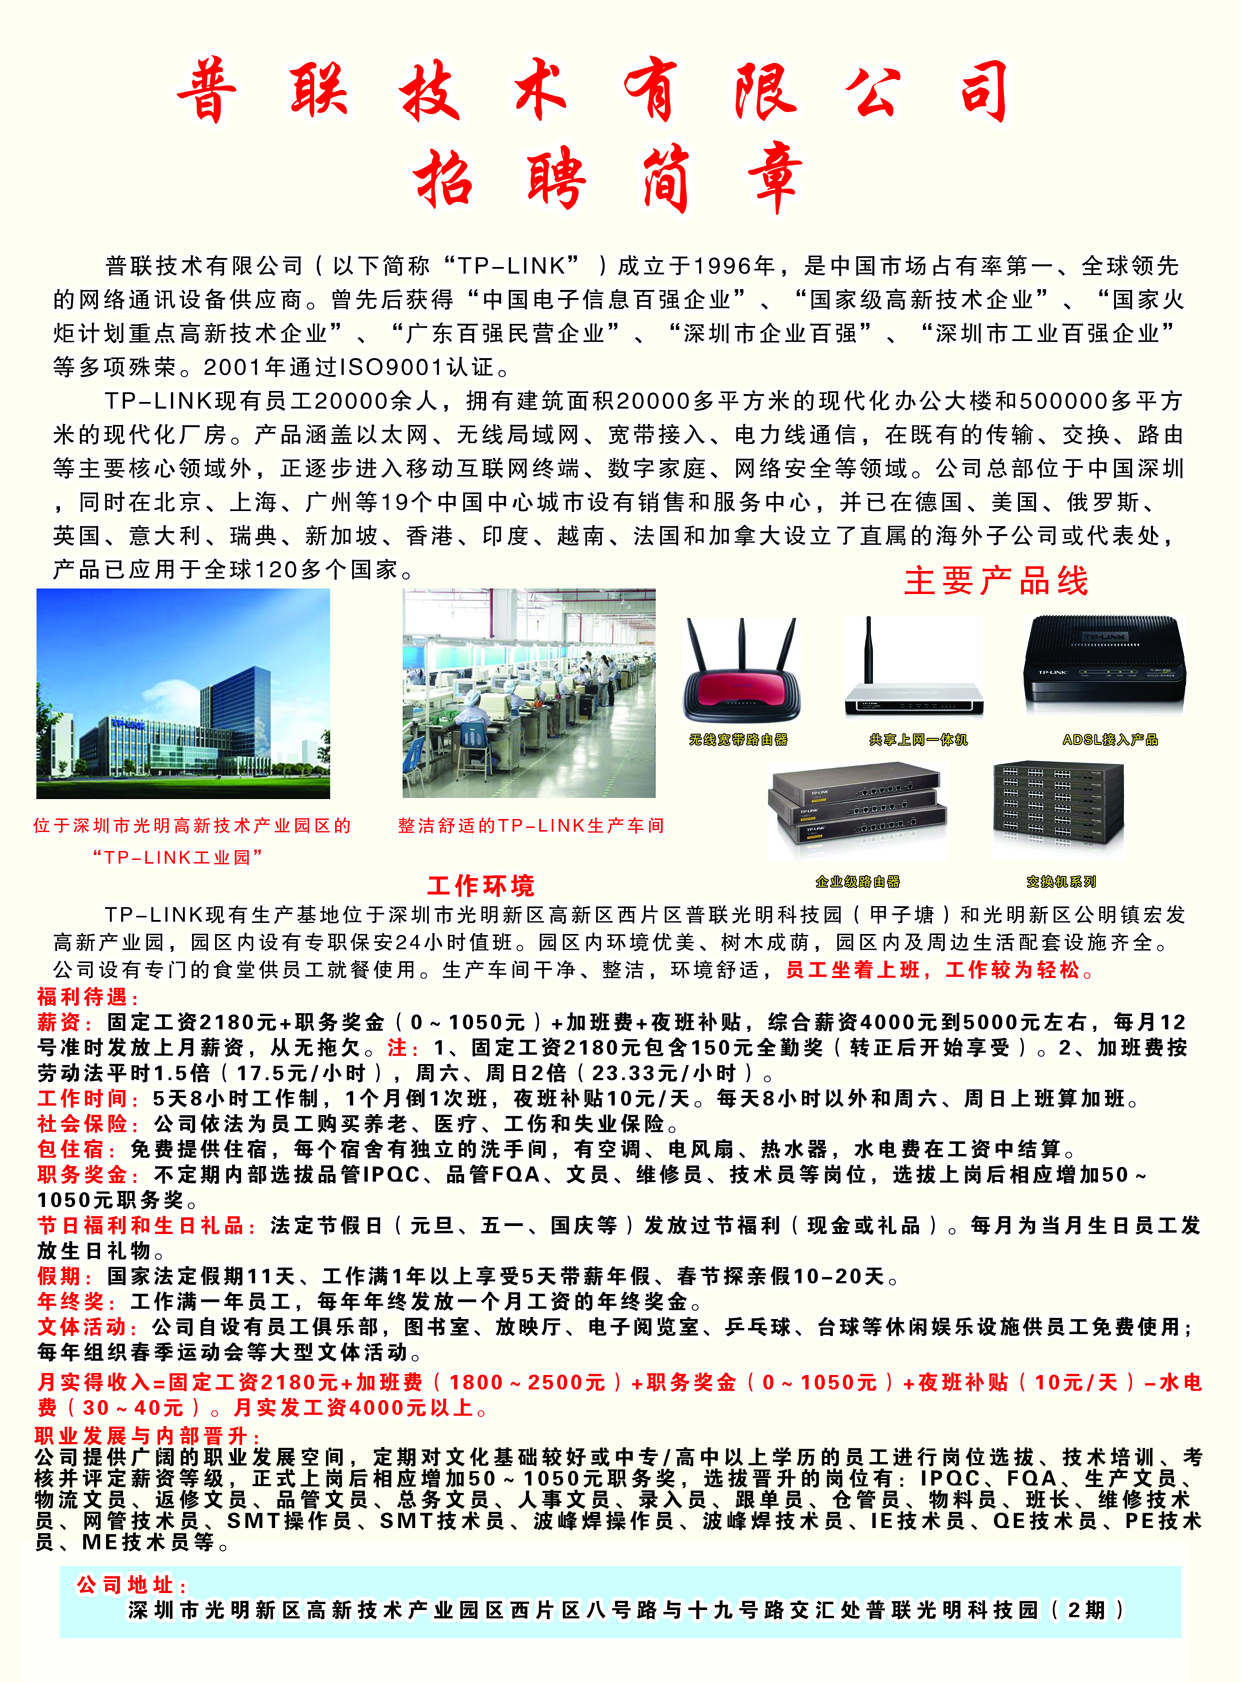 普联技术有限公司
招聘简章
普联技术有限公司（以下简称“TP-LINK”）成立于1996年，是中国市场占有率第一、全球领先
的网络通讯设备供应商。曾先后获得“中国电子信息百强企业”、“国家级高新技术企业”、“国家火
炬计划重点高新技术企业”、“广东百强民营企业”、“深圳市企业百强”、“深圳市工业百强企业”
等多项殊荣。2001年通过ISO9001认证。
TP-LINK现有员工20000余人，拥有建筑面积20000多平方米的现代化办公大楼和500000多平方
米的现代化厂房。产品涵盖以太网、无线局域网、宽带接入、电力线通信，在既有的传输、交换、路由
等主要核心领域外，正逐步进入移动互联网终端、数字家庭、网络安全等领域。公司总部位于中国深圳
，同时在北京、上海、广州等19个中国中心城市设有销售和服务中心，并已在德国、美国、俄罗斯、
英国、意大利、瑞典、新加坡、香港、印度、越南、法国和加拿大设立了直属的海外子公司或代表处，
产品已应用于全球120多个国家。
主要产品线
TP-LINK
TP-LINK
TP-LINK
无线宽带路由器
共享上网一体机
ADSL接入产品
位于深圳市光明高新技术产业园区的
“TP-LINK工业园”
整洁舒适的TP-LINK生产车间
TP-LINK
TP-LINK
TP-LINK
企业级路由器
交换机系列
工作环境
TP-LINK现有生产基地位于深圳市光明新区高新区西片区普联光明科技园（甲子塘）和光明新区公明镇宏发
高新产业园，园区内设有专职保安24小时值班。园区内环境优美、树木成荫，园区内及周边生活配套设施齐全。
公司设有专门的食堂供员工就餐使用。生产车间干净、整洁，环境舒适，员工坐着上班，工作较为轻松。
福利待遇：
薪资：固定工资2180元+职务奖金（0~1050元）+加班费+夜班补贴，综合薪资4000元到5000元左右，每月12
号准时发放上月薪资，从无拖欠。注：1、固定工资2180元包含150元全勤奖（转正后开始享受）。2、加班费按
劳动法平时1.5倍（17.5元/小时），周六、周日2倍（23.33元/小时）。
工作时间：5天8小时工作制，1个月倒1次班，夜班补贴10元/天。每天8小时以外和周六、周日上班算加班。
社会保险：公司依法为员工购买养老、医疗、工伤和失业保险。
包住宿：免费提供住宿，每个宿舍有独立的洗手间，有空调、电风扇、热水器，水电费在工资中结算。
职务奖金：不定期内部选拔品管IPQC、品管FQA、文员、维修员、技术员等岗位，选拔上岗后相应增加50~
1050元职务奖。
节日福利和生日礼品：法定节假日（元旦、五一、国庆等）发放过节福利（现金或礼品）。每月为当月生日员工发
放生日礼物。
假期：国家法定假期11天、工作满1年以上享受5天带薪年假、春节探亲假10-20天。
年终奖：工作满一年员工，每年年终发放一个月工资的年终奖金。
文体活动：公司自设有员工俱乐部，图书室、放映厅、电子阅览室、乒乓球、台球等休闲娱乐设施供员工免费使用；
每年组织春季运动会等大型文体活动。
月实得收入=固定工资2180元+加班费（1800~2500元）+职务奖金（0~1050元）+夜班补贴（10元/天）-水电
费（30~40元）。月实发工资4000元以上。
职业发展与内部晋升：
公司提供广阔的职业发展空间，定期对文化基础较好或中专/高中以上学历的员工进行岗位选拔、技术培训、考
核并评定薪资等级，正式上岗后相应增加50~1050元职务奖，选拔晋升的岗位有：IPQC、FQA、生产文员、
物流文员、返修文员、品管文员、总务文员、人事文员、录入员、跟单员、仓管员、物料员、班长、维修技术
员、网管技术员、SMT操作员、SMT技术员、波峰焊操作员、波峰焊技术员、IE技术员、QE技术员、PE技术
员、ME技术员等。
公司地址：
深圳市光明新区高新技术产业园区西片区八号路与十九号路交汇处普联光明科技园（2期）